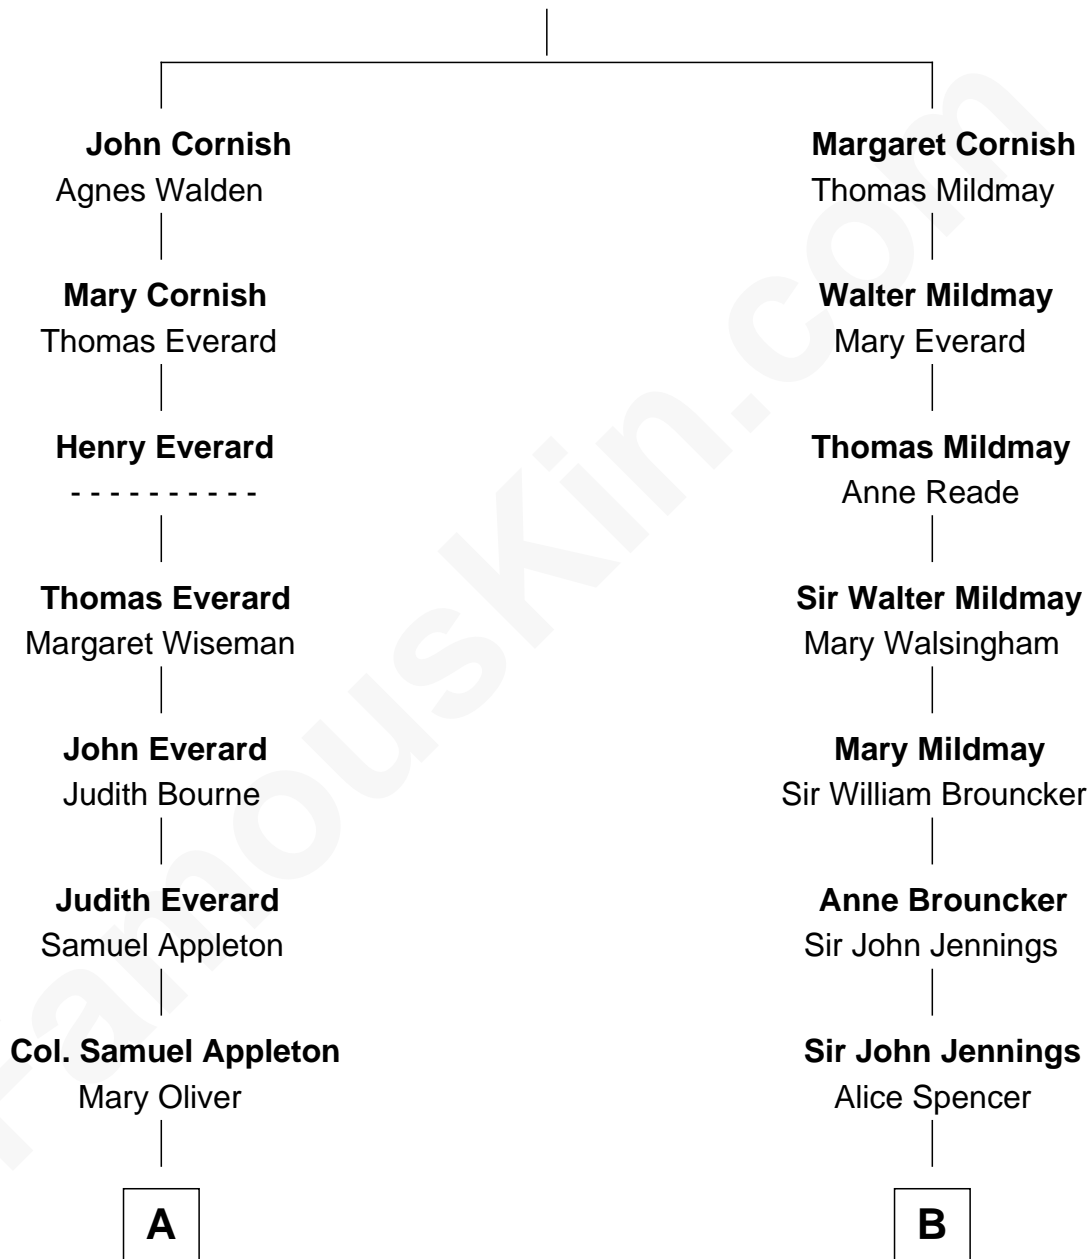 John Cornish
Agnes Walden
Mary Cornish
Thomas Everard
Henry Everard
- - - - - - - - - -
Thomas Everard
Margaret Wiseman
John Everard
Judith Bourne
Judith Everard
Samuel Appleton
Col. Samuel Appleton
Mary Oliver
A
Margaret Cornish
Thomas Mildmay
Walter Mildmay
Mary Everard
Thomas Mildmay
Anne Reade
Sir Walter Mildmay
Mary Walsingham
Mary Mildmay
Sir William Brouncker
Anne Brouncker
Sir John Jennings
Sir John Jennings
Alice Spencer
B
FamousKin.com